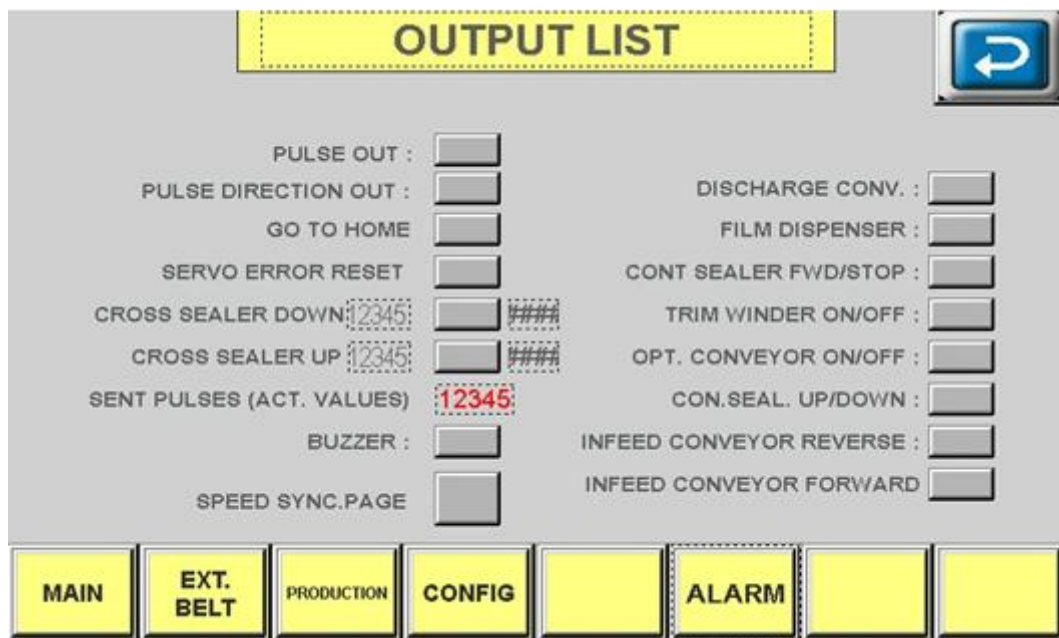 OUTPUT LIST
PULSE OUT :
PULSE DIRECTION OUT :
GO TO HOME
SERVO ERROR RESET
CROSS SEALER DOWN 12345 ####
CROSS SEALER UP 12345 ####
SENT PULSES (ACT. VALUES) 12345
BUZZER :
SPEED SYNC.PAGE
DISCHARGE CONV. :
FILM DISPENSER :
CONT SEALER FWD/STOP :
TRIM WINDER ON/OFF :
OPT. CONVEYOR ON/OFF :
CON.SEAL. UP/DOWN :
INFEED CONVEYOR REVERSE :
INFEED CONVEYOR FORWARD
MAIN
EXT.
BELT
PRODUCTION
CONFIG
ALARM